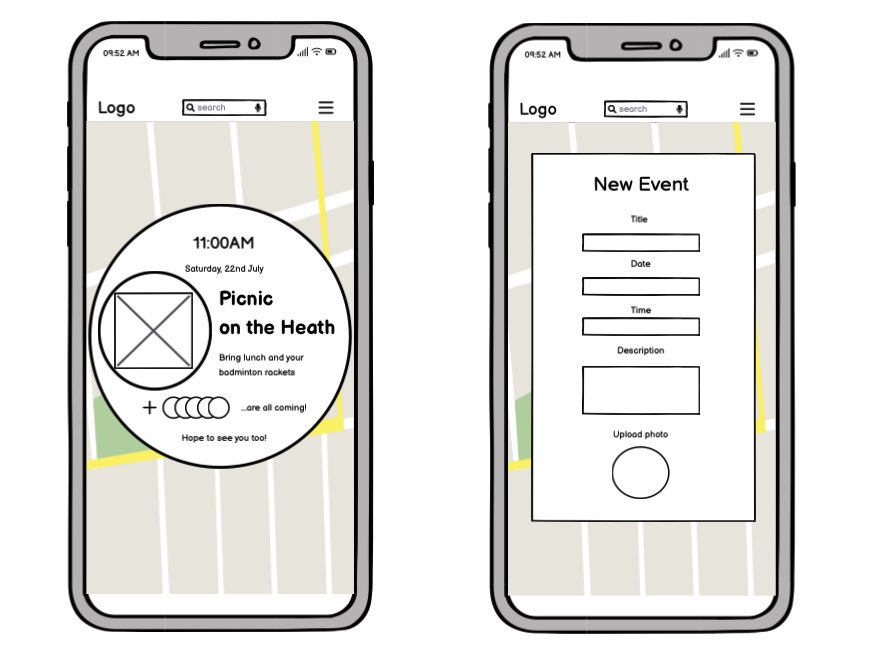 09:52 AM
Logo
search
11:00AM
Saturday, 22nd July
Picnic
on the Heath
Bring lunch and your
badminton rackets
+
...are all coming!
Hope to see you too!
09:52 AM
Logo
search
New Event
Title
Date
Time
Description
Upload photo